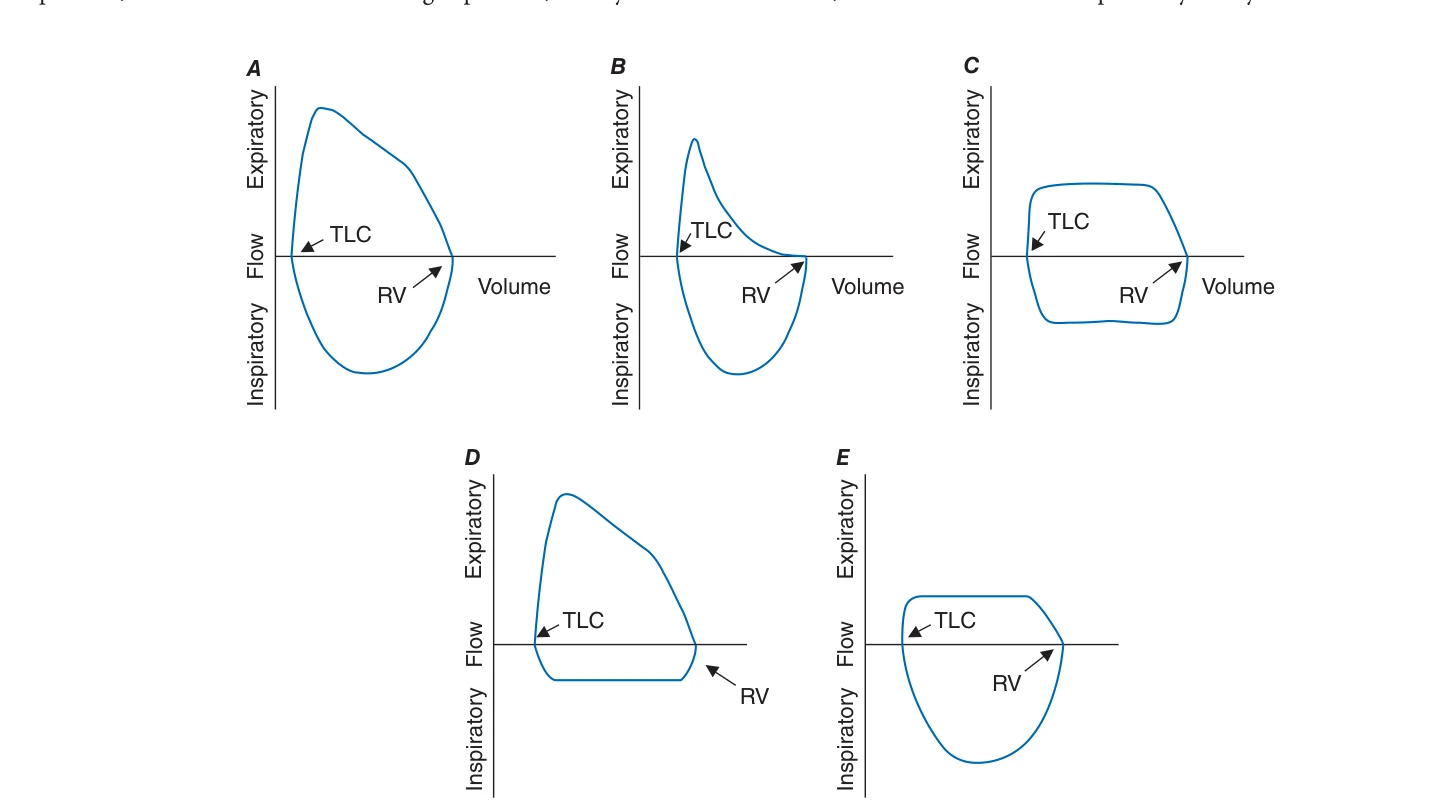 A
Expiratory
Flow
Inspiratory
TLC
RV
Volume
B
Expiratory
Flow
Inspiratory
TLC
RV
Volume
C
Expiratory
Flow
Inspiratory
TLC
RV
Volume
D
Expiratory
Flow
Inspiratory
TLC
RV
E
Expiratory
Flow
Inspiratory
TLC
RV